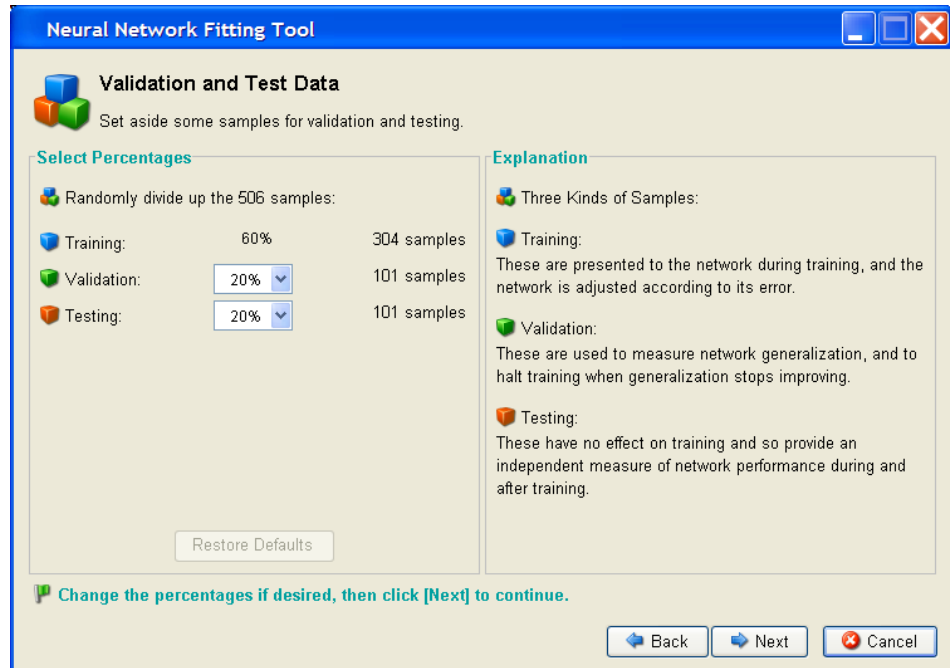 Neural Network Fitting Tool
Validation and Test Data
Set aside some samples for validation and testing.
Select Percentages
Randomly divide up the 506 samples:
Training: 60% 304 samples
Validation: 20% 101 samples
Testing: 20% 101 samples
Restore Defaults
Explanation
Three Kinds of Samples:
Training:
These are presented to the network during training, and the
network is adjusted according to its error.
Validation:
These are used to measure network generalization, and to
halt training when generalization stops improving.
Testing:
These have no effect on training and so provide an
independent measure of network performance during and
after training.
Change the percentages if desired, then click [Next] to continue.
Back Next Cancel